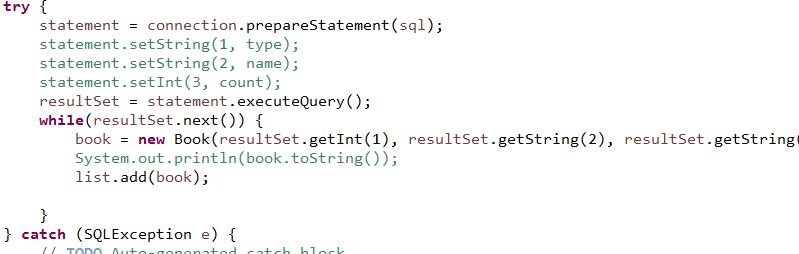 try {
statement = connection.prepareStatement(sql);
statement.setString(1, type);
statement.setString(2, name);
statement.setInt(3, count);
resultSet = statement.executeQuery();
while(resultSet.next()) {
book = new Book(resultSet.getInt(1), resultSet.getString(2), resultSet.getString(
System.out.println(book.toString());
list.add(book);
}
} catch (SQLException e) {
// TODO Auto-generated catch block